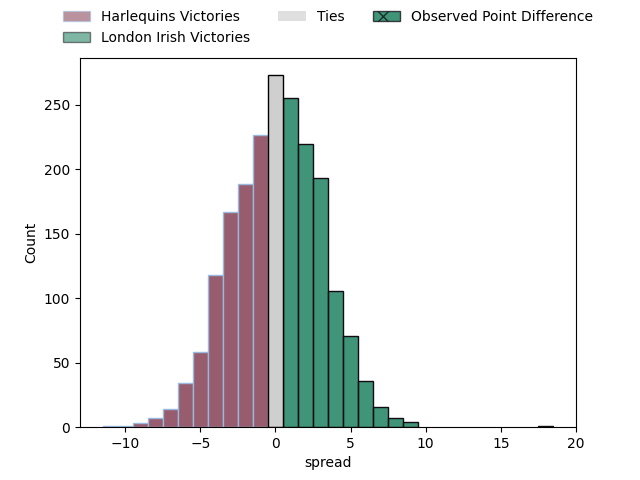 Harlequins Victories
Ties
Observed Point Difference
London Irish Victories
Count
250
200
150
100
50
0
−10
−5
0
5
10
15
20
spread